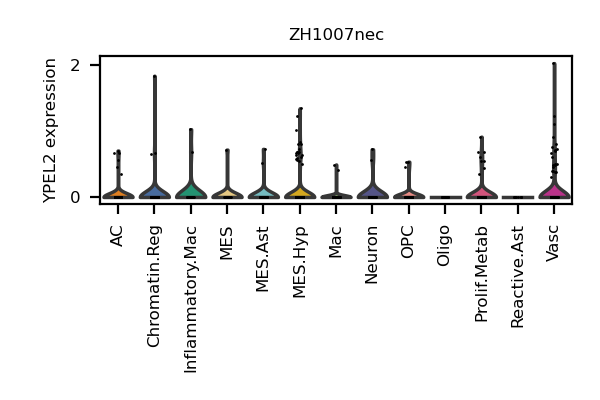 ZH1007nec
YPEL2 expression
2
0
AC
Chromatin.Reg
Inflammatory.Mac
MES
MES.Ast
MES.Hyp
Mac
Neuron
OPC
Oligo
Prolif.Metab
Reactive.Ast
Vasc